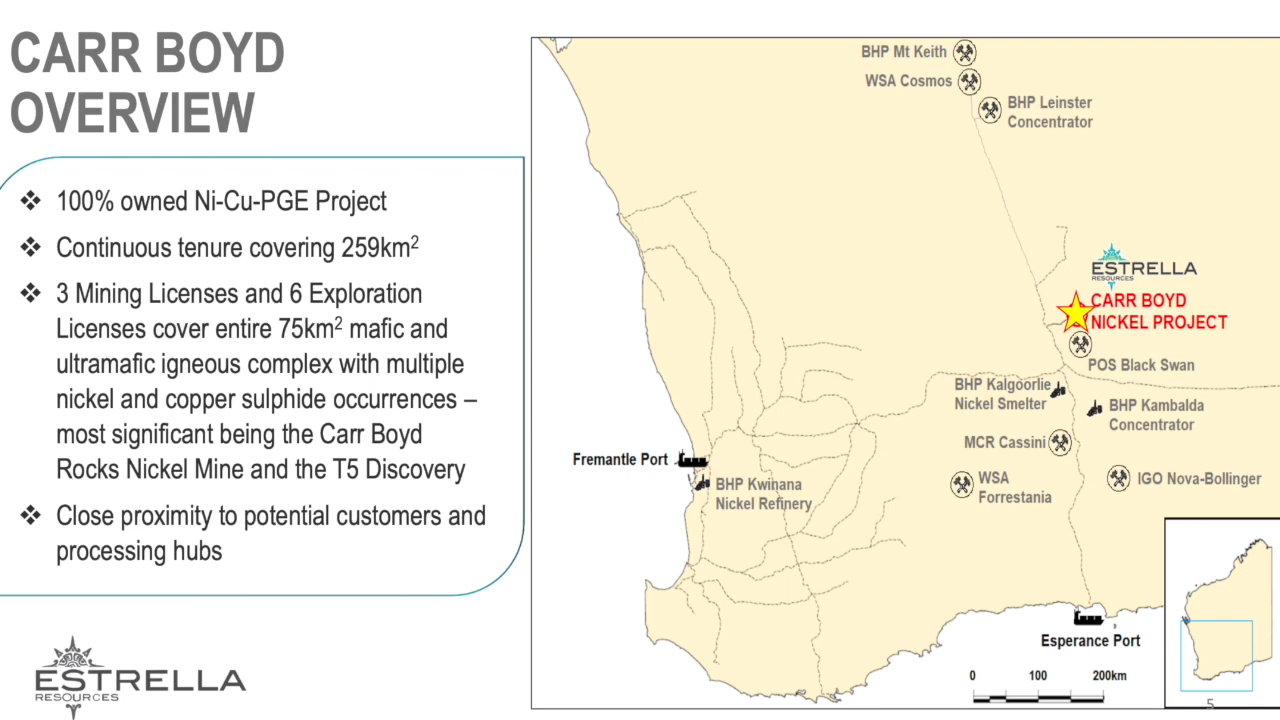 CARR BOYD
OVERVIEW
❖ 100% owned Ni-Cu-PGE Project
❖ Continuous tenure covering 259km²
❖ 3 Mining Licenses and 6 Exploration
Licenses cover entire 75km² mafic and
ultramafic igneous complex with multiple
nickel and copper sulphide occurrences –
most significant being the Carr Boyd
Rocks Nickel Mine and the T5 Discovery
❖ Close proximity to potential customers and
processing hubs
ESTRELLA
RESOURCES
BHP Mt Keith
WSA Cosmos
BHP Leinster
Concentrator
ESTRELLA
RESOURCES
CARR BOYD
NICKEL PROJECT
POS Black Swan
BHP Kalgoorlie
Nickel Smelter
BHP Kambalda
Concentrator
MCR Cassini
Fremantle Port
BHP Kwinana
Nickel Refinery
WSA
Forrestania
IGO Nova-Bollinger
Esperance Port
0 100 200km
5